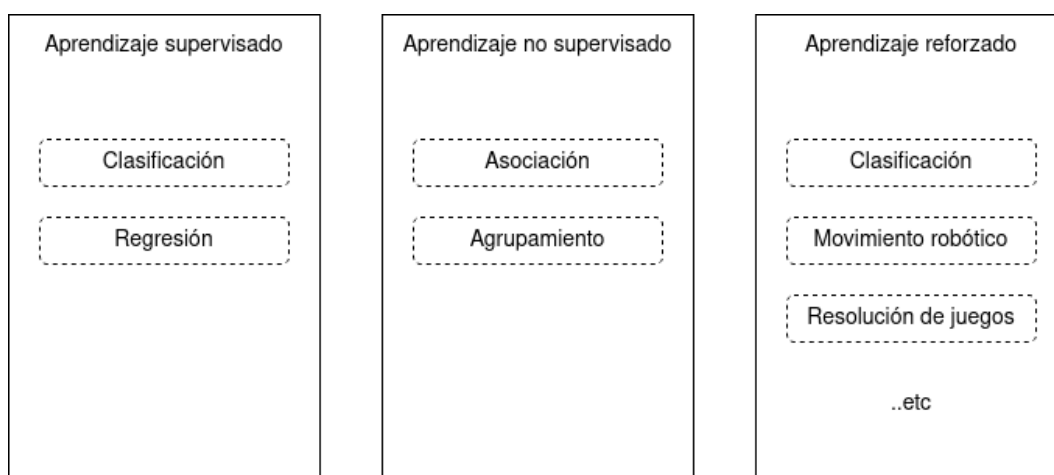 Aprendizaje supervisado
Clasificación
Regresión
Aprendizaje no supervisado
Asociación
Agrupamiento
Aprendizaje reforzado
Clasificación
Movimiento robótico
Resolución de juegos
..etc